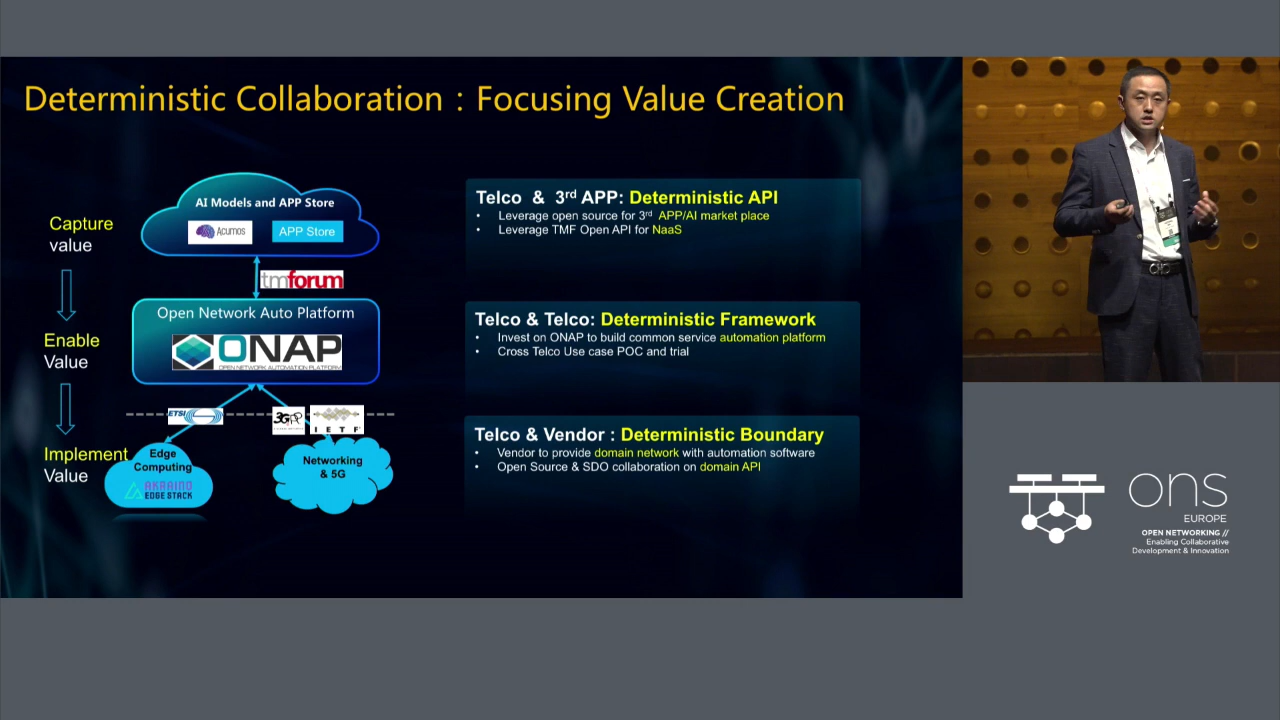 Deterministic Collaboration : Focusing Value Creation
Capture
value
Enable
Value
Implement
Value
AI Models and APP Store
Acumos
APP Store
tmforum
Open Network Auto Platform
ONAP
OPEN NETWORK AUTOMATION PLATFORM
ETSI
3GPP
I E T F
Edge
Computing
AKRAINO
EDGE STACK
Networking
& 5G
Telco & 3rd APP: Deterministic API
• Leverage open source for 3rd APP/AI market place
• Leverage TMF Open API for NaaS
Telco & Telco: Deterministic Framework
• Invest on ONAP to build common service automation platform
• Cross Telco Use case POC and trial
Telco & Vendor : Deterministic Boundary
• Vendor to provide domain network with automation software
• Open Source & SDO collaboration on domain API
ons
EUROPE
OPEN NETWORKING //
Enabling Collaborative
Development & Innovation